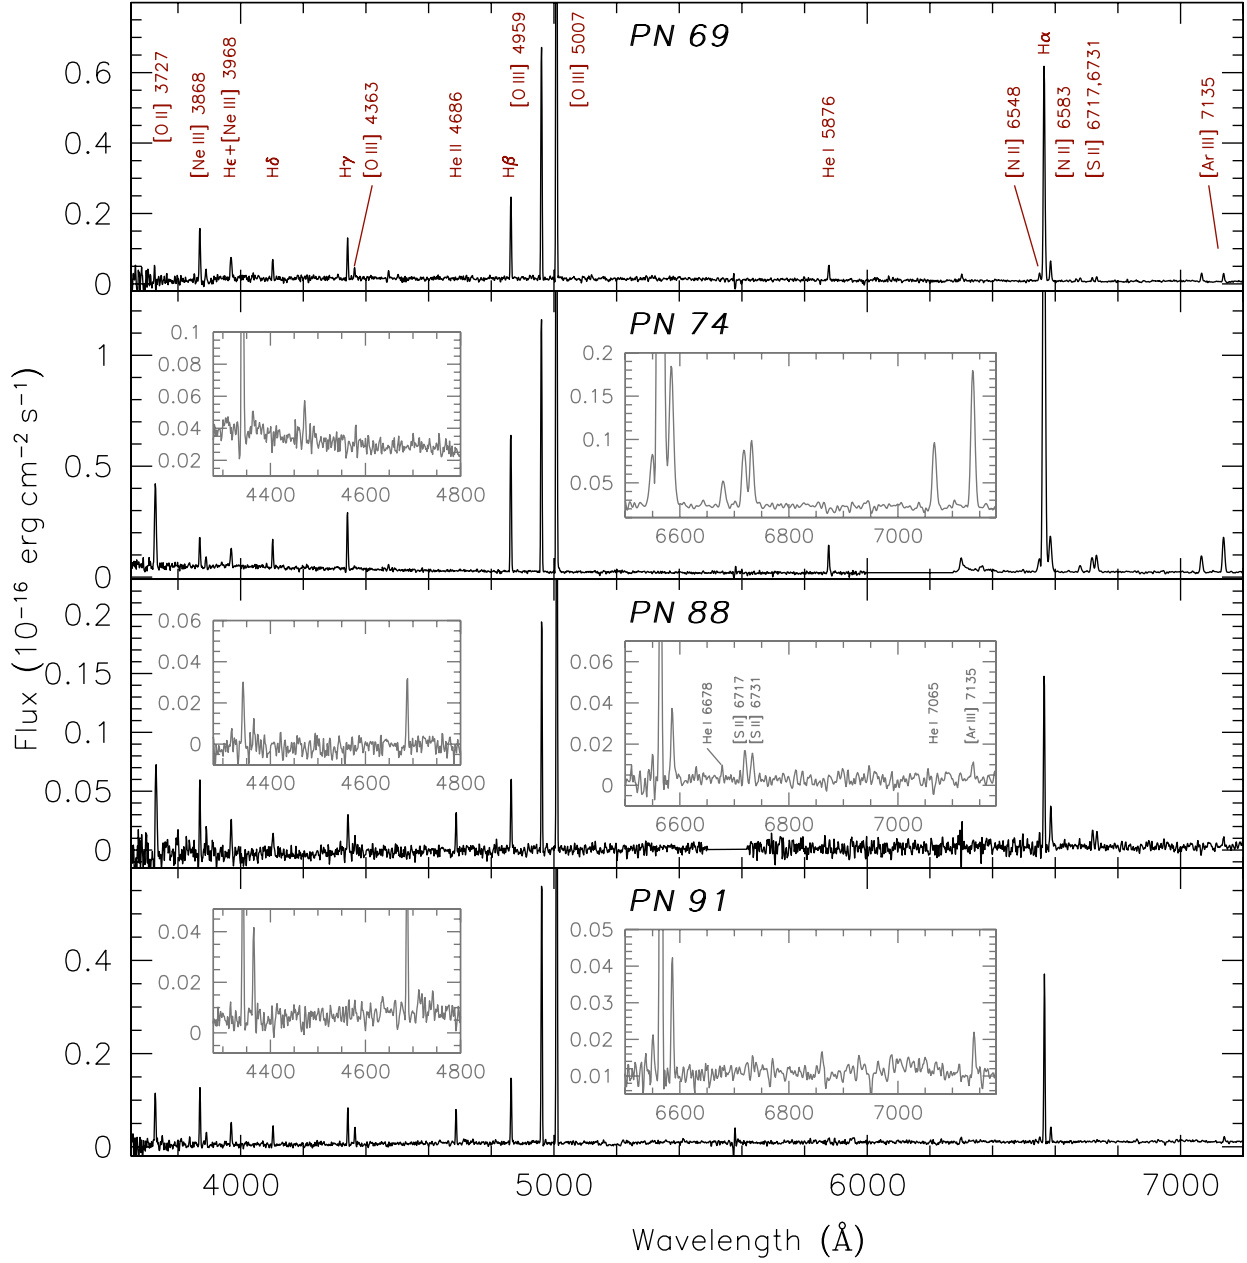 PN 69
[O II] 3727
[Ne III] 3868
Hϵ+[Ne III] 3968
Hδ
Hγ
[O III] 4363
He II 4686
Hβ
[O III] 4959
[O III] 5007
He I 5876
[N II] 6548
Hα
[N II] 6583
[S II] 6717,6731
[Ar III] 7135
0.6
0.4
0.2
0
PN 74
1
0.5
0
0.1
0.08
0.06
0.04
0.02
4400 4600 4800
0.2
0.15
0.1
0.05
6600 6800 7000
PN 88
0.2
0.15
0.1
0.05
0
0.06
0.04
0.02
0
4400 4600 4800
0.06
0.04
0.02
0
He I 6678
[S II] 6717
[S II] 6731
He I 7065
[Ar III] 7135
6600 6800 7000
PN 91
0.4
0.2
0
0.04
0.02
0
4400 4600 4800
0.05
0.04
0.03
0.02
0.01
6600 6800 7000
4000 5000 6000 7000
Wavelength (Å)
Flux (10⁻¹⁶ erg cm⁻² s⁻¹)